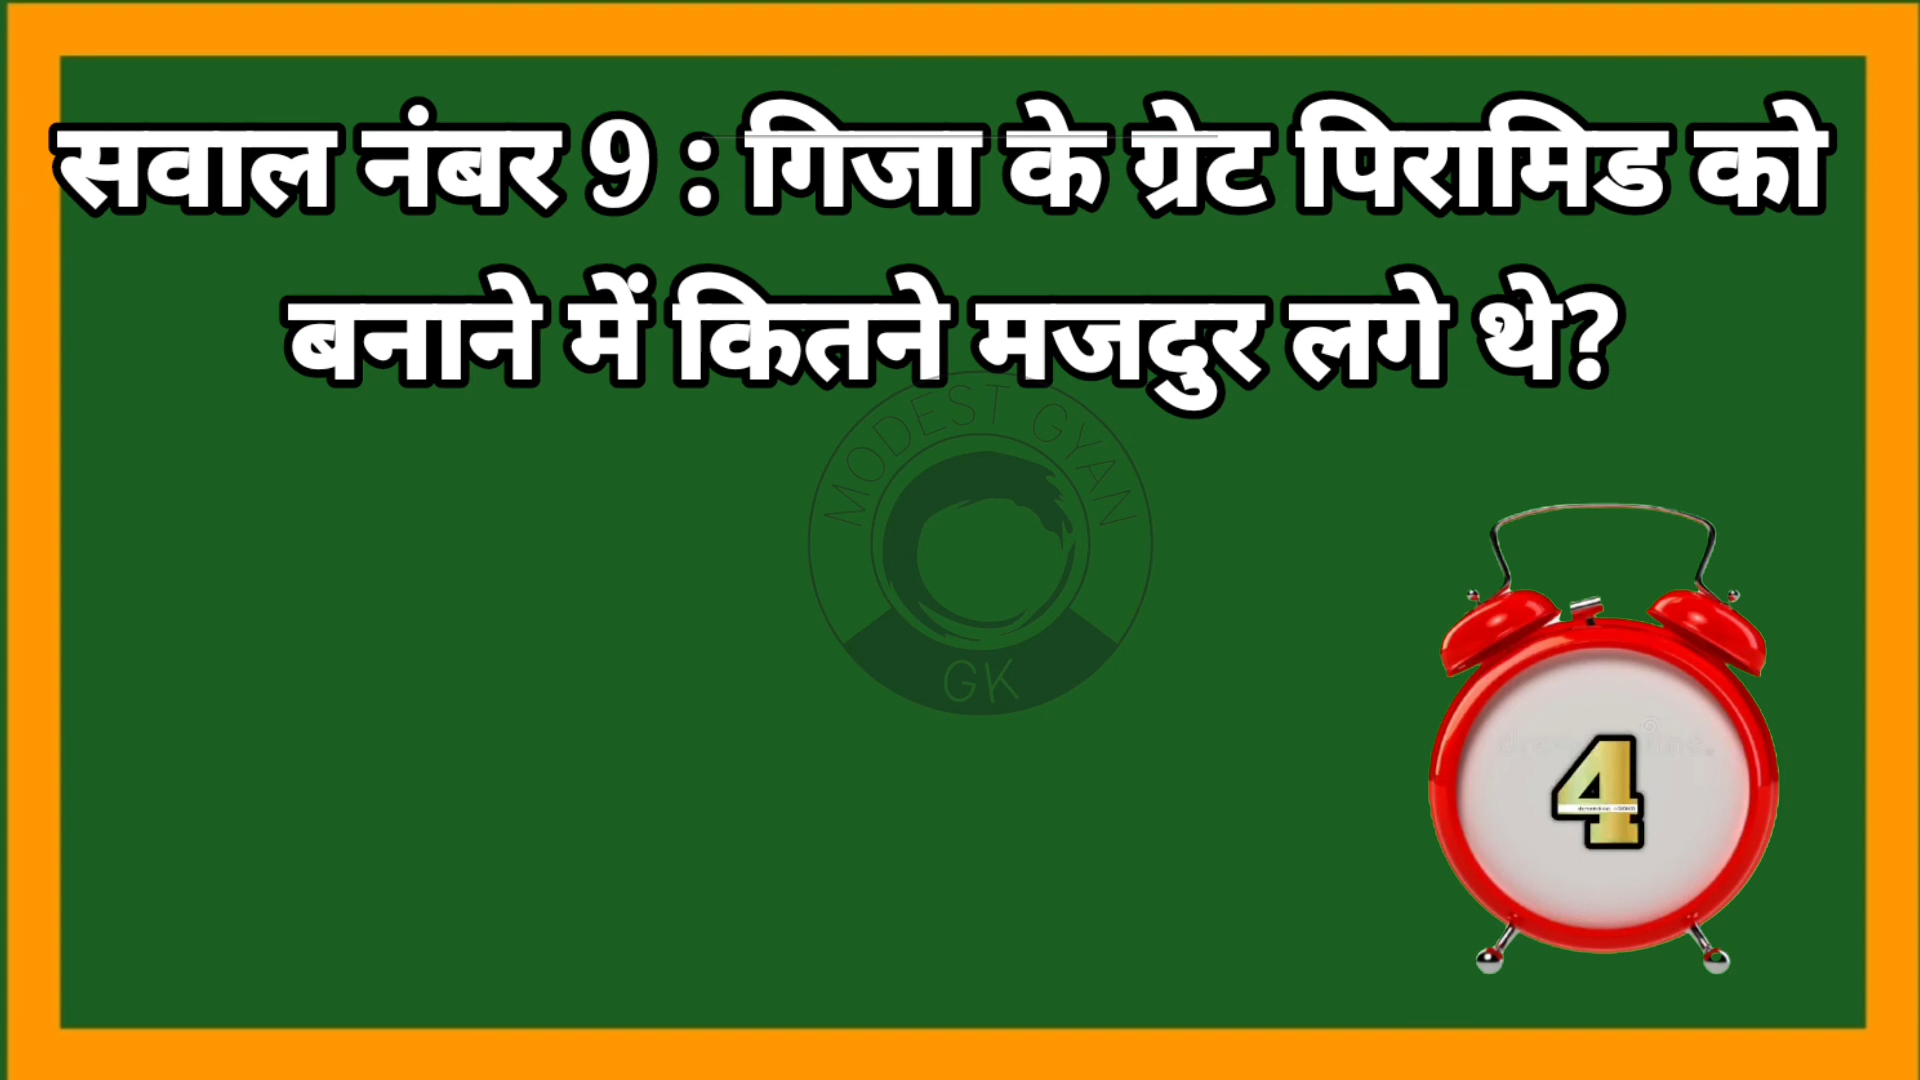 सवाल नंबर 9 : गिजा के ग्रेट पिरामिड को
बनाने में कितने मजदुर लगे थे?
MODEST GYAN
GK
4